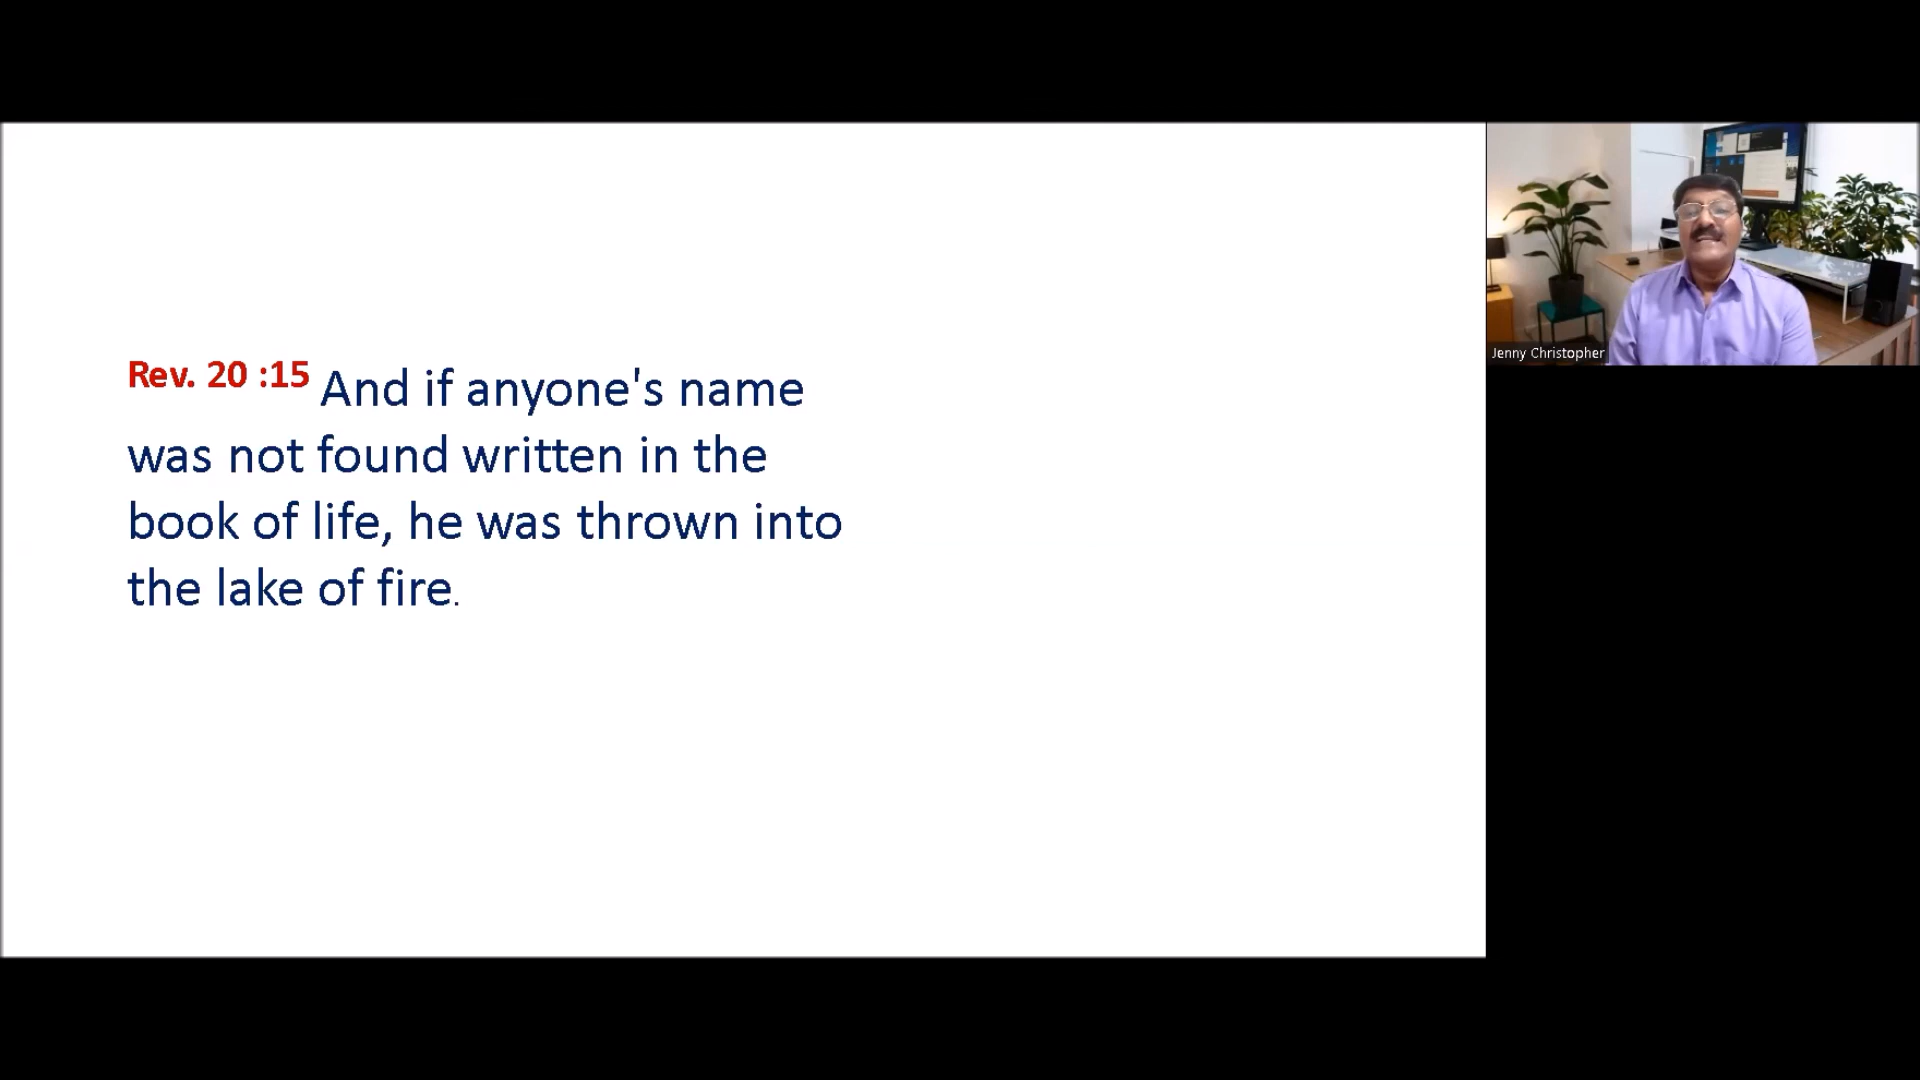 Rev. 20 :15 And if anyone's name
was not found written in the
book of life, he was thrown into
the lake of fire.
Jenny Christopher